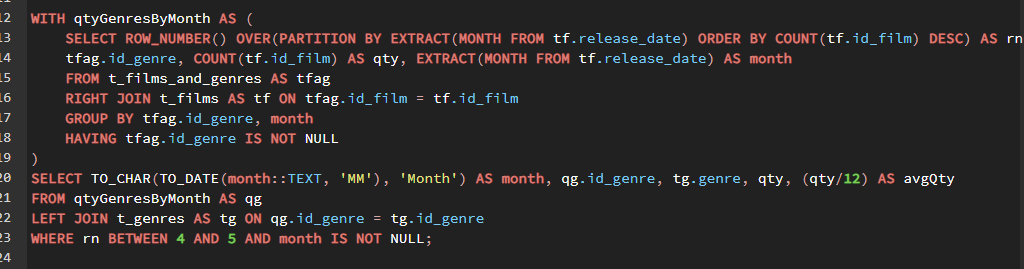 12 WITH qtyGenresByMonth AS (
13 SELECT ROW_NUMBER() OVER(PARTITION BY EXTRACT(MONTH FROM tf.release_date) ORDER BY COUNT(tf.id_film) DESC) AS rn
14 tfag.id_genre, COUNT(tf.id_film) AS qty, EXTRACT(MONTH FROM tf.release_date) AS month
15 FROM t_films_and_genres AS tfag
16 RIGHT JOIN t_films AS tf ON tfag.id_film = tf.id_film
17 GROUP BY tfag.id_genre, month
18 HAVING tfag.id_genre IS NOT NULL
19 )
20 SELECT TO_CHAR(TO_DATE(month::TEXT, 'MM'), 'Month') AS month, qg.id_genre, tg.genre, qty, (qty/12) AS avgQty
21 FROM qtyGenresByMonth AS qg
22 LEFT JOIN t_genres AS tg ON qg.id_genre = tg.id_genre
23 WHERE rn BETWEEN 4 AND 5 AND month IS NOT NULL;
24